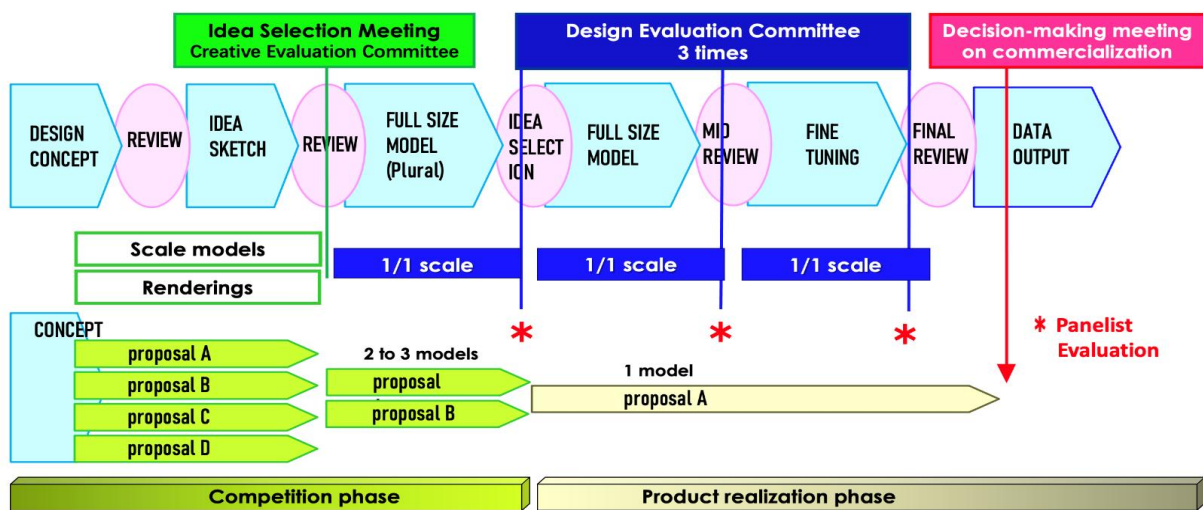 Idea Selection Meeting
Creative Evaluation Committee
Design Evaluation Committee
3 times
Decision-making meeting
on commercialization
DESIGN
CONCEPT
REVIEW
IDEA
SKETCH
REVIEW
FULL SIZE
MODEL
(Plural)
IDEA
SELECT
ION
FULL SIZE
MODEL
MID
REVIEW
FINE
TUNING
FINAL
REVIEW
DATA
OUTPUT
Scale models
Renderings
1/1 scale
1/1 scale
1/1 scale
* * *
* Panelist
Evaluation
CONCEPT
proposal A
proposal B
proposal C
proposal D
2 to 3 models
proposal
proposal B
1 model
proposal A
Competition phase
Product realization phase